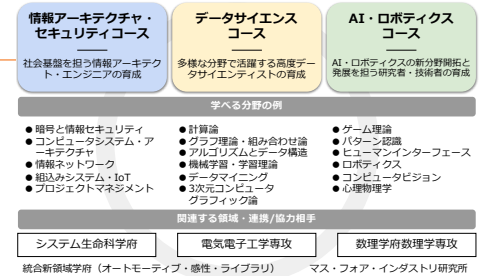 情報アーキテクチャ・
セキュリティコース
社会基盤を担う情報アーキテク
ト・エンジニアの育成
データサイエンス
コース
多様な分野で活躍する高度デー
タサイエンティストの育成
AI・ロボティクス
コース
AI・ロボティクスの新分野開拓と
発展を担う研究者・技術者の育成
学べる分野の例
●暗号と情報セキュリティ
●コンピュータシステム・ア
ーキテクチャ
●情報ネットワーク
●組込みシステム・IoT
●プロジェクトマネジメント
●計算論
●グラフ理論・組み合わせ論
●アルゴリズムとデータ構造
●機械学習・学習理論
●データマイニング
●3次元コンピュータ
グラフィック論
●ゲーム理論
●パターン認識
●ヒューマンインターフェース
●ロボティクス
●コンピュータビジョン
●心理物理学
関連する領域・連携/協力相手
システム生命科学府
電気電子工学専攻
数理学府数理学専攻
統合新領域学府（オートモーティブ・感性・ライブラリ）
マス・フォア・インダストリ研究所